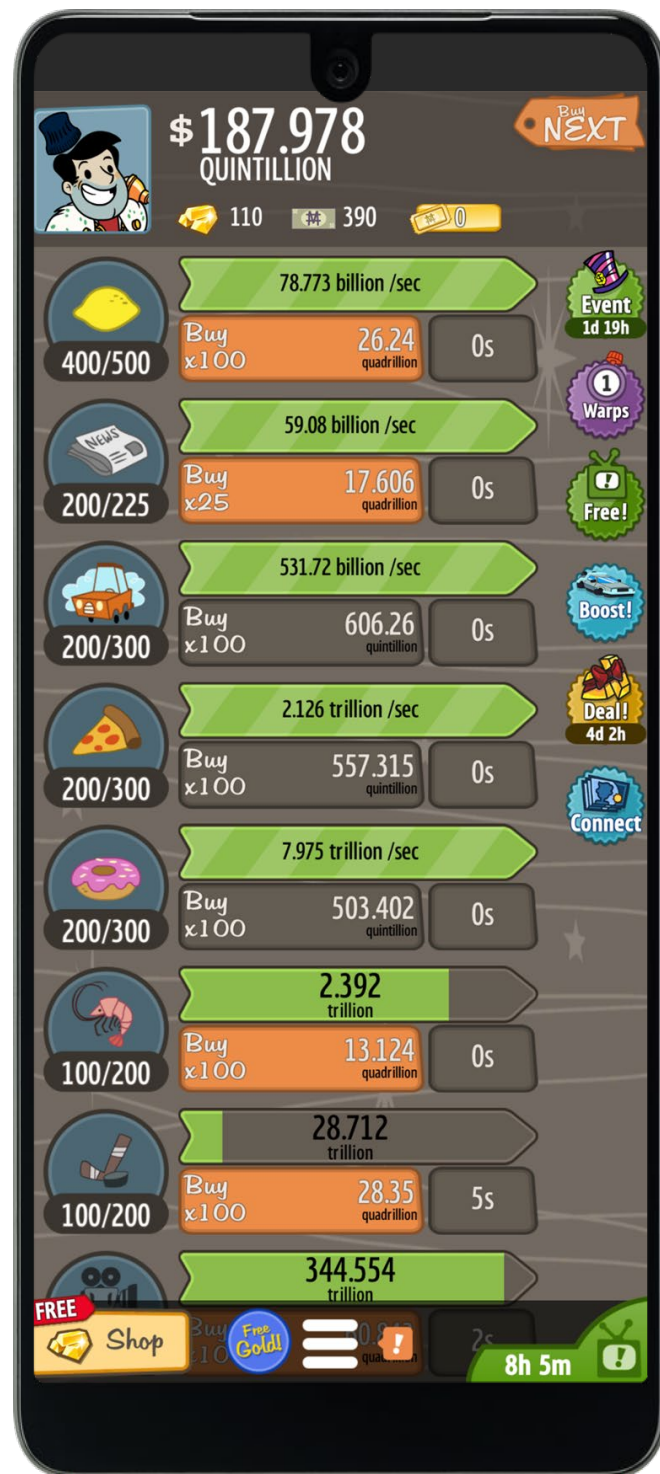 $187.978
QUINTILLION
Buy
NEXT
110
390
0
78.773 billion /sec
400/500
Buy
x100
26.24
quadrillion
0s
Event
1d 19h
1
Warps
NEWS
59.08 billion /sec
200/225
Buy
x25
17.606
quadrillion
0s
!
Free!
531.72 billion /sec
200/300
Buy
x100
606.26
quintillion
0s
Boost!
2.126 trillion /sec
200/300
Buy
x100
557.315
quintillion
0s
Deal!
4d 2h
7.975 trillion /sec
200/300
Buy
x100
503.402
quintillion
0s
Connect
2.392
trillion
100/200
Buy
x100
13.124
quadrillion
0s
28.712
trillion
100/200
Buy
x100
28.35
quadrillion
5s
344.554
trillion
FREE
Shop
Buy
Free
Gold!
!
2s
8h 5m
!